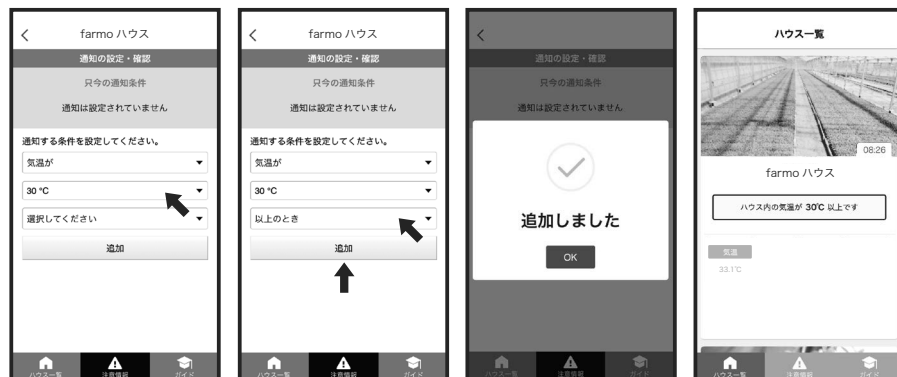 farmo ハウス
通知の設定・確認
只今の通知条件
通知は設定されていません
通知する条件を設定してください。
気温が
30 °C
選択してください
追加
ハウス一覧
注意情報
ガイド
farmo ハウス
通知の設定・確認
只今の通知条件
通知は設定されていません
通知する条件を設定してください。
気温が
30 °C
以上のとき
追加
ハウス一覧
注意情報
ガイド
通知の設定・確認
只今の通知条件
通知は設定されていません
追加しました
OK
ハウス一覧
注意情報
ガイド
ハウス一覧
08:26
farmo ハウス
ハウス内の気温が 30℃ 以上です
気温
33.1℃
ハウス一覧
注意情報
ガイド